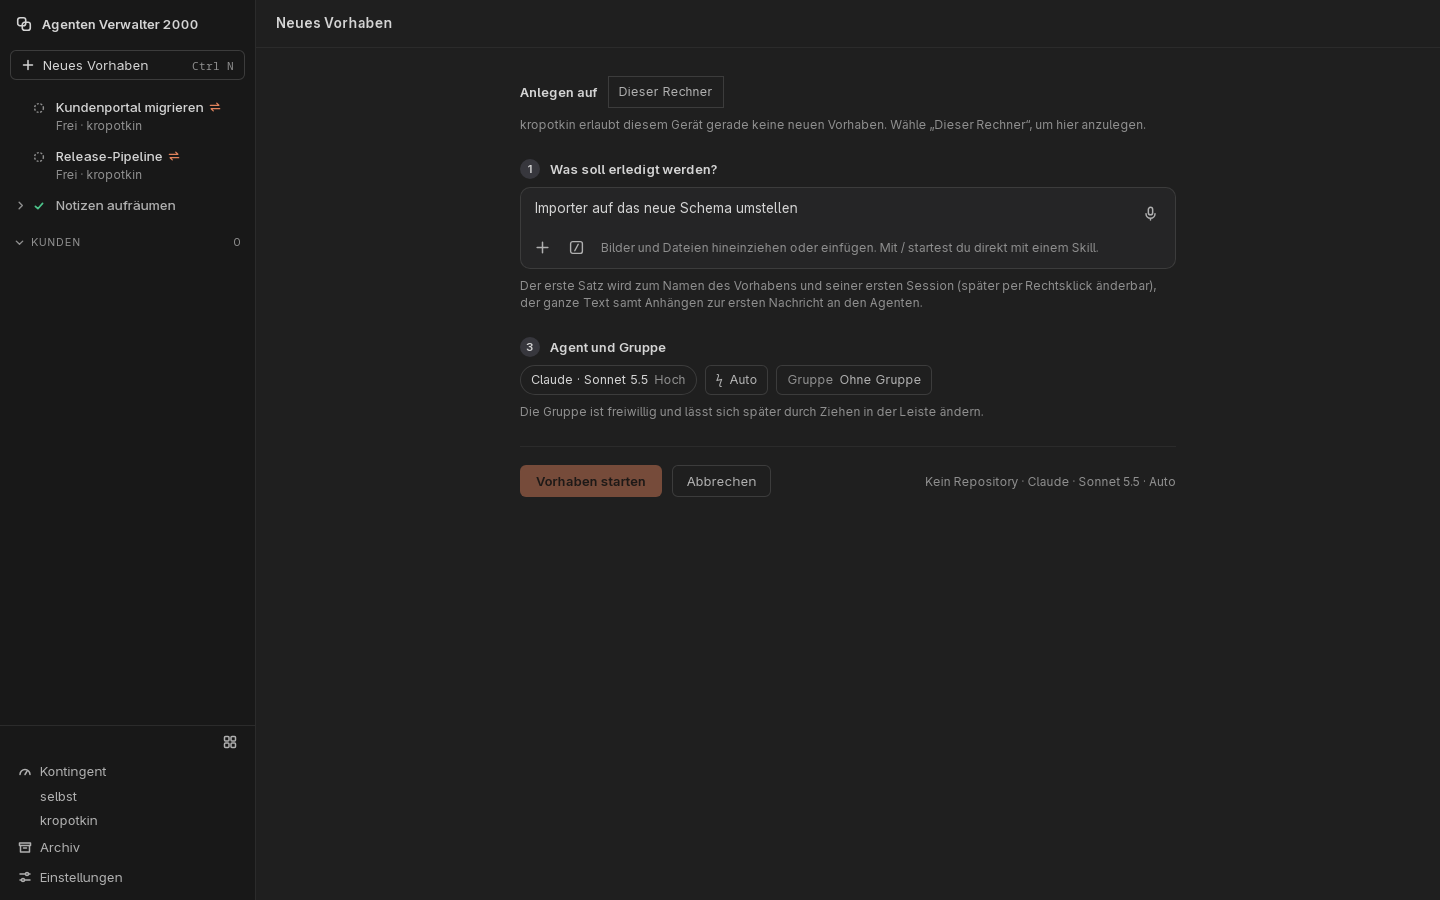 Agenten Verwalter 2000
Neues Vorhaben Ctrl N
Kundenportal migrieren
Frei · kropotkin
Release-Pipeline
Frei · kropotkin
Notizen aufräumen
KUNDEN 0
Kontingent
selbst
kropotkin
Archiv
Einstellungen
Neues Vorhaben
Anlegen auf Dieser Rechner
kropotkin erlaubt diesem Gerät gerade keine neuen Vorhaben. Wähle „Dieser Rechner“, um hier anzulegen.
1 Was soll erledigt werden?
Importer auf das neue Schema umstellen
Bilder und Dateien hineinziehen oder einfügen. Mit / startest du direkt mit einem Skill.
Der erste Satz wird zum Namen des Vorhabens und seiner ersten Session (später per Rechtsklick änderbar),
der ganze Text samt Anhängen zur ersten Nachricht an den Agenten.
3 Agent und Gruppe
Claude · Sonnet 5.5 Hoch Auto Gruppe Ohne Gruppe
Die Gruppe ist freiwillig und lässt sich später durch Ziehen in der Leiste ändern.
Vorhaben starten Abbrechen Kein Repository · Claude · Sonnet 5.5 · Auto